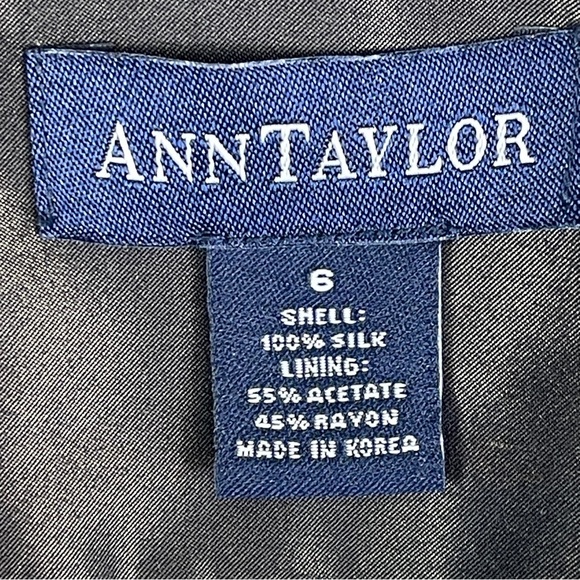 ANNTAYLOR
6
SHELL:
100% SILK
LINING:
55% ACETATE
45% RAYON
MADE IN KOREA